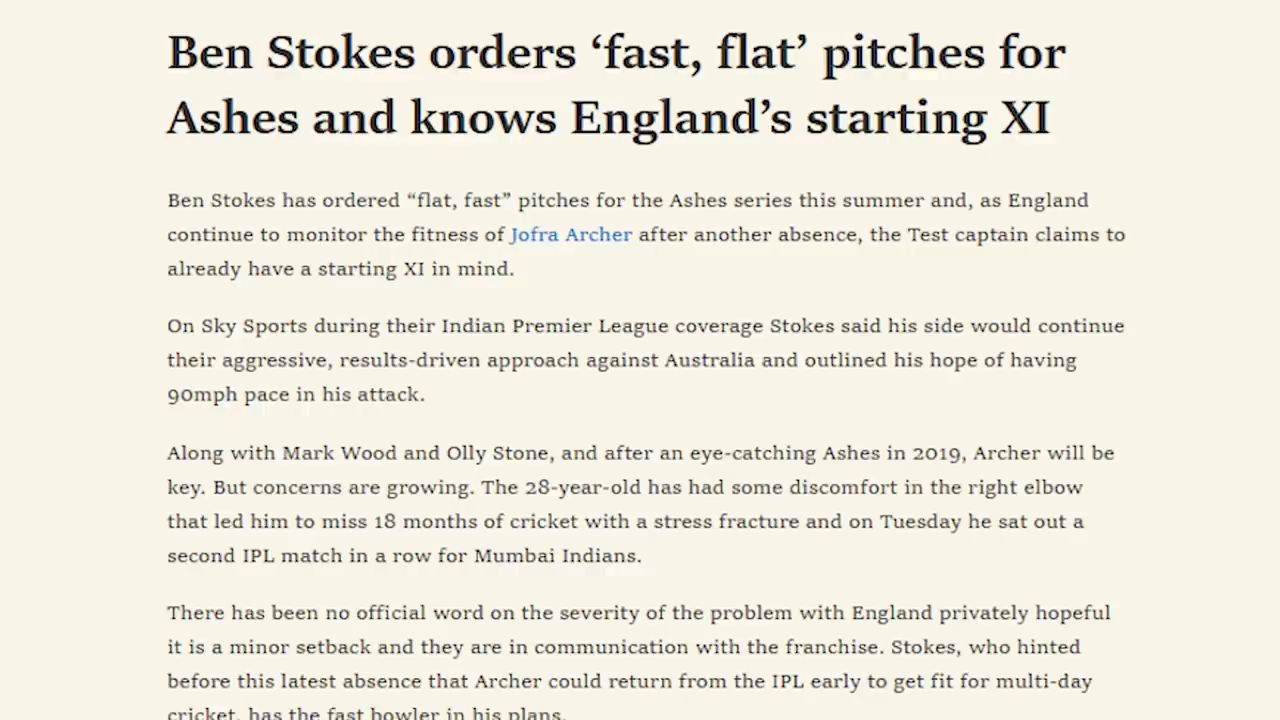 Ben Stokes orders ‘fast, flat’ pitches for
Ashes and knows England’s starting XI
Ben Stokes has ordered “flat, fast” pitches for the Ashes series this summer and, as England
continue to monitor the fitness of Jofra Archer after another absence, the Test captain claims to
already have a starting XI in mind.
On Sky Sports during their Indian Premier League coverage Stokes said his side would continue
their aggressive, results-driven approach against Australia and outlined his hope of having
90mph pace in his attack.
Along with Mark Wood and Olly Stone, and after an eye-catching Ashes in 2019, Archer will be
key. But concerns are growing. The 28-year-old has had some discomfort in the right elbow
that led him to miss 18 months of cricket with a stress fracture and on Tuesday he sat out a
second IPL match in a row for Mumbai Indians.
There has been no official word on the severity of the problem with England privately hopeful
it is a minor setback and they are in communication with the franchise. Stokes, who hinted
before this latest absence that Archer could return from the IPL early to get fit for multi-day
cricket, has the fast bowler in his plans.